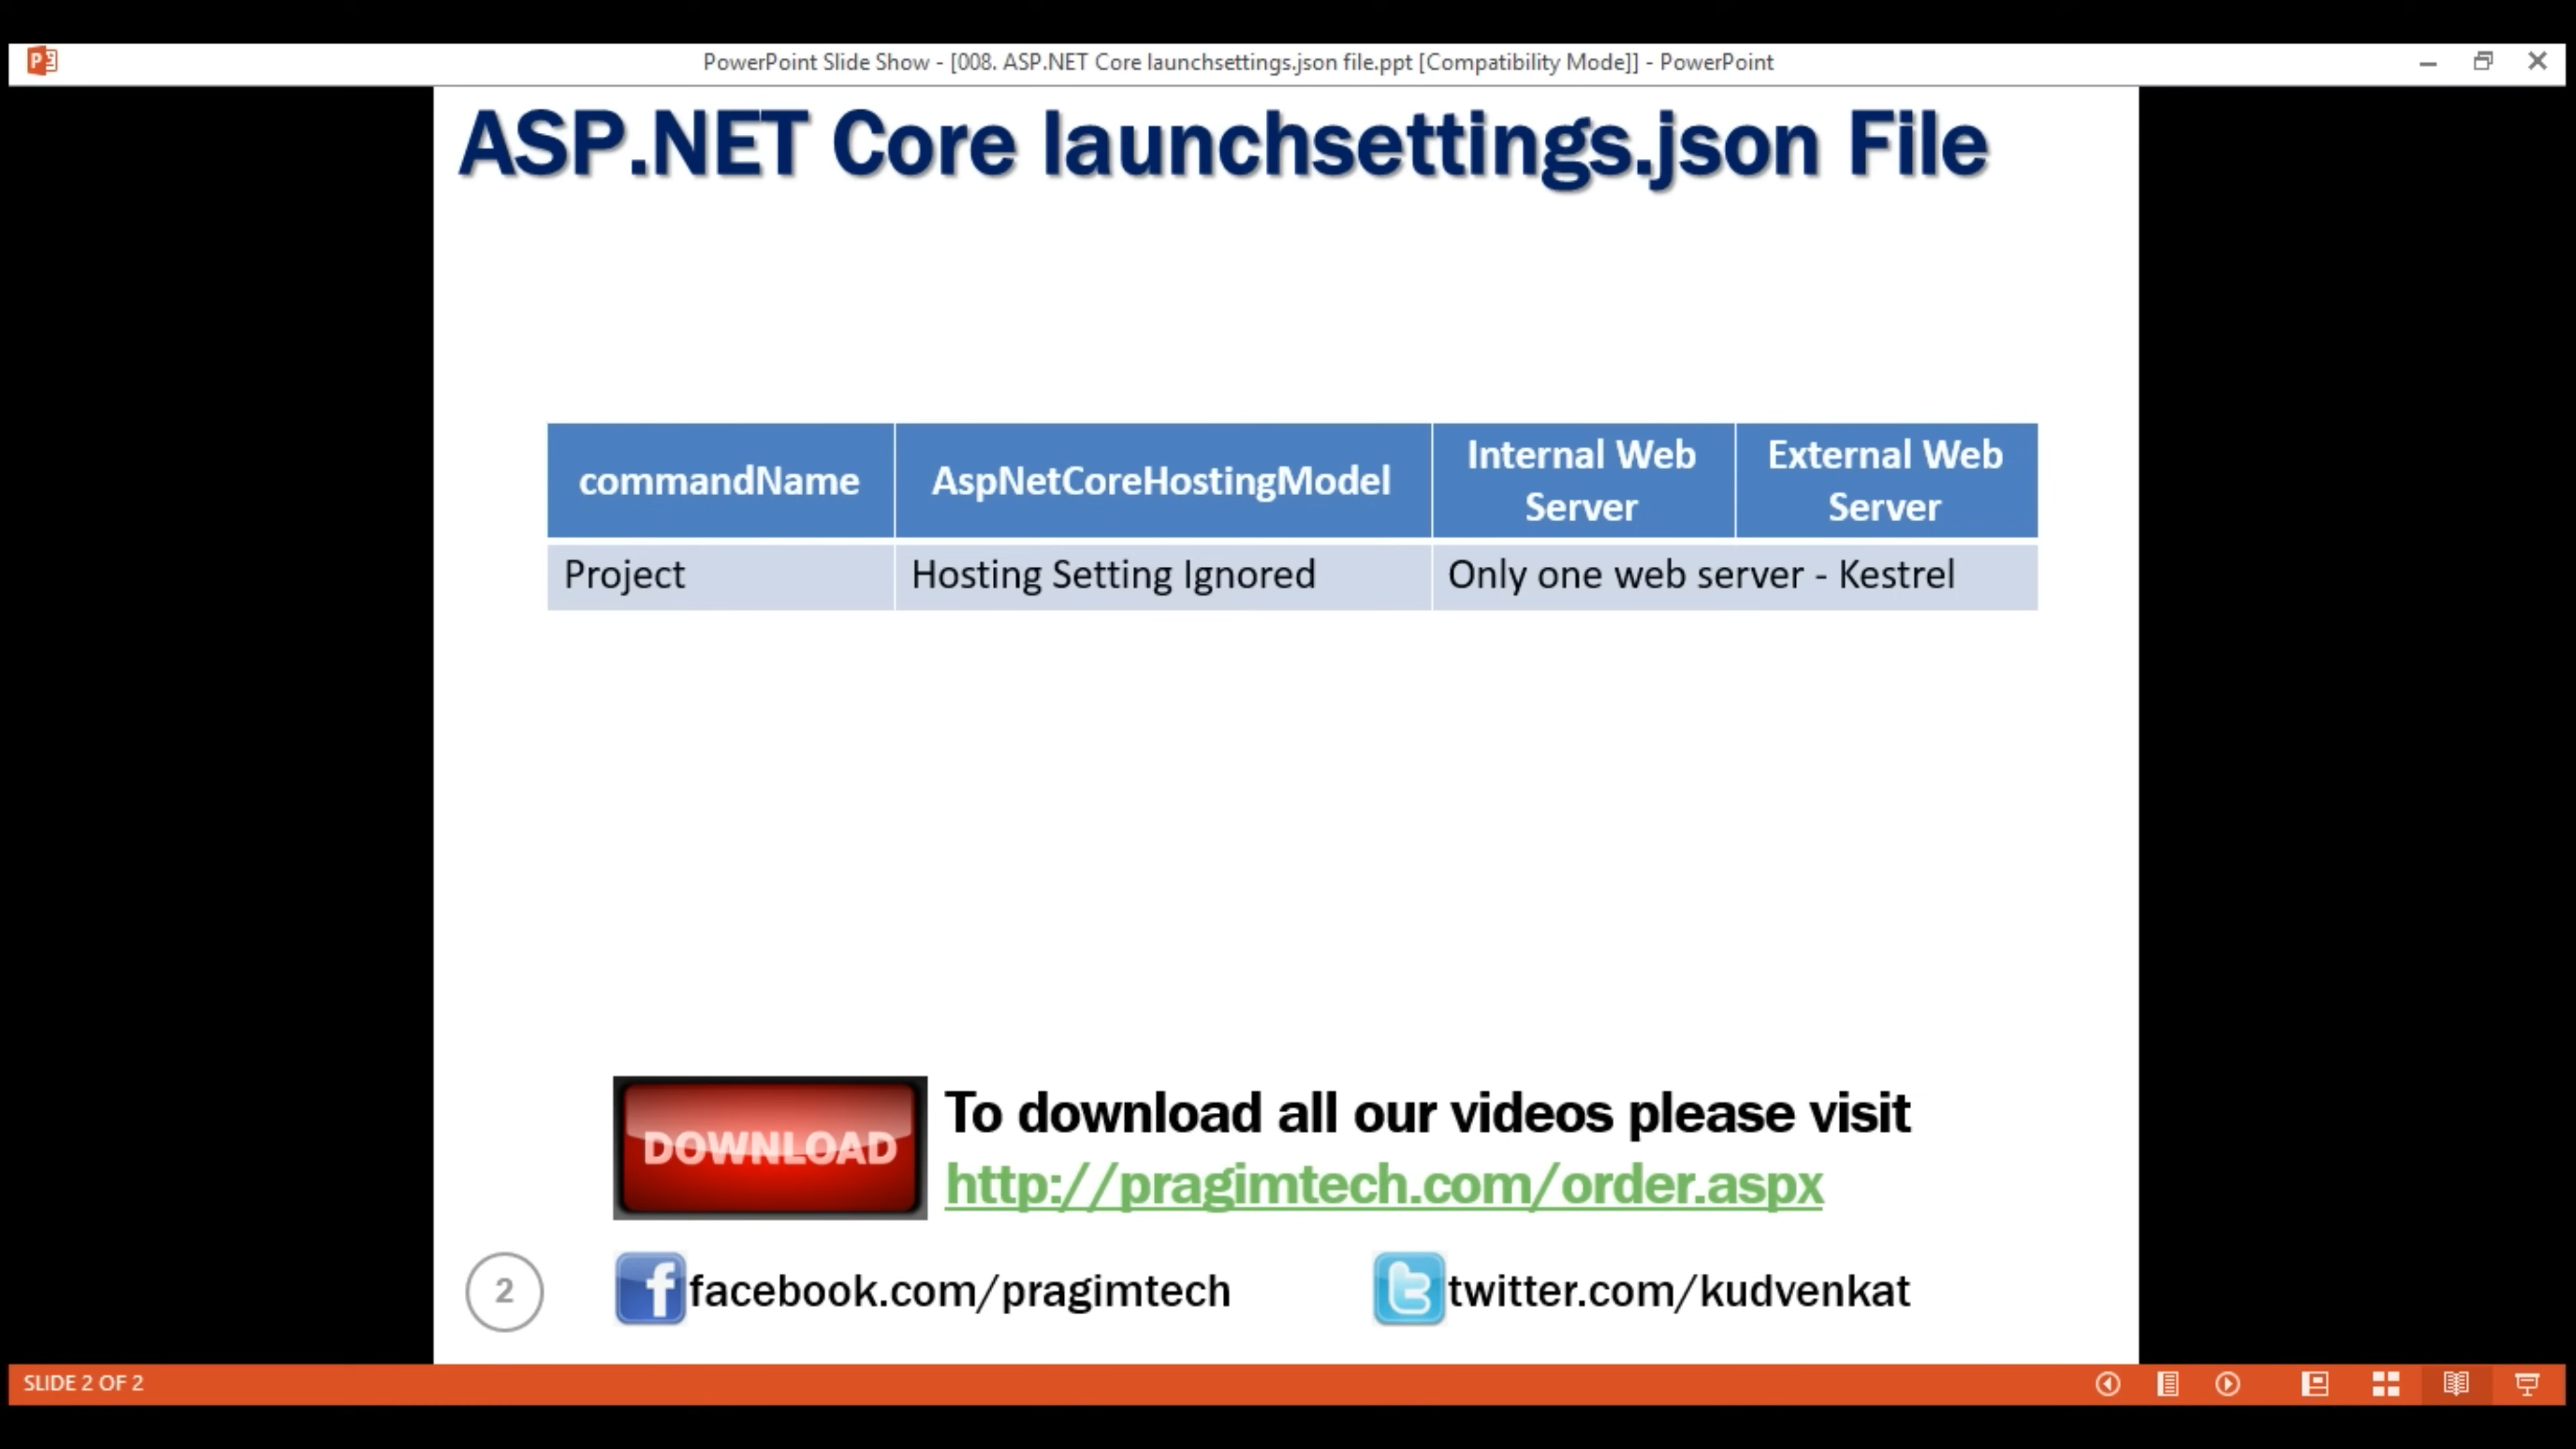 PowerPoint Slide Show - [008. ASP.NET Core launchsettings.json file.ppt [Compatibility Mode]] - PowerPoint
ASP.NET Core launchsettings.json File
commandName
AspNetCoreHostingModel
Internal Web
Server
External Web
Server
Project
Hosting Setting Ignored
Only one web server - Kestrel
DOWNLOAD
To download all our videos please visit
http://pragimtech.com/order.aspx
2
facebook.com/pragimtech
twitter.com/kudvenkat
SLIDE 2 OF 2